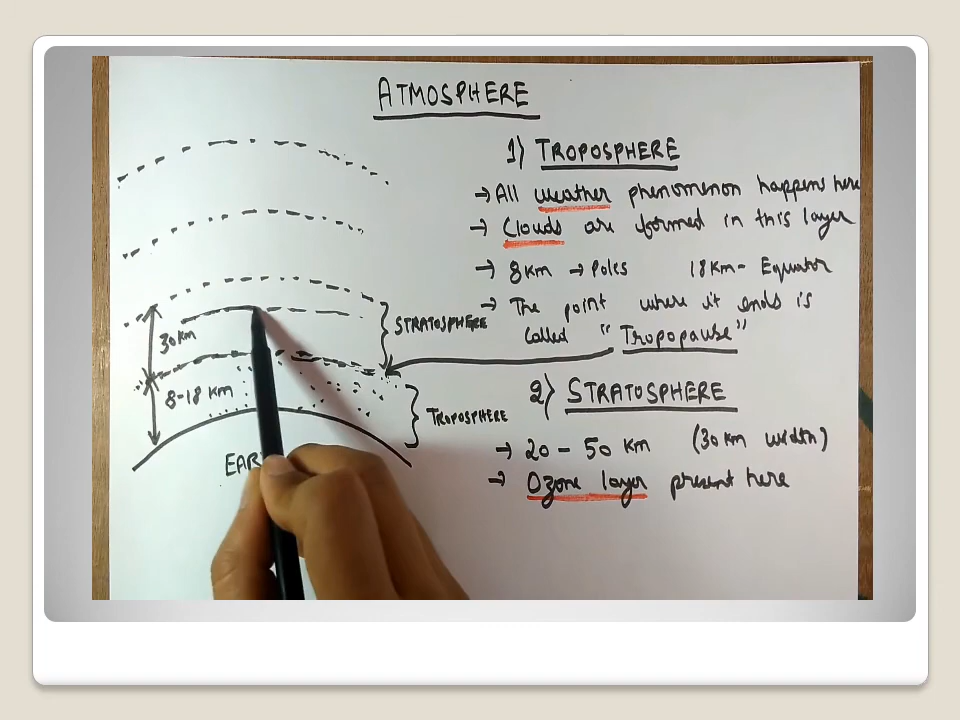 ATMOSPHERE
1) TROPOSPHERE
→ All weather phenomenon happens here
→ Clouds are formed in this layer
→ 8km → Poles 18km - Equator
→ The point where it ends is
called "Tropopause"
2) STRATOSPHERE
→ 20 - 50 km (30km width)
→ Ozone layer present here
STRATOSPHERE
30km
8-18 km
TROPOSPHERE
EAR